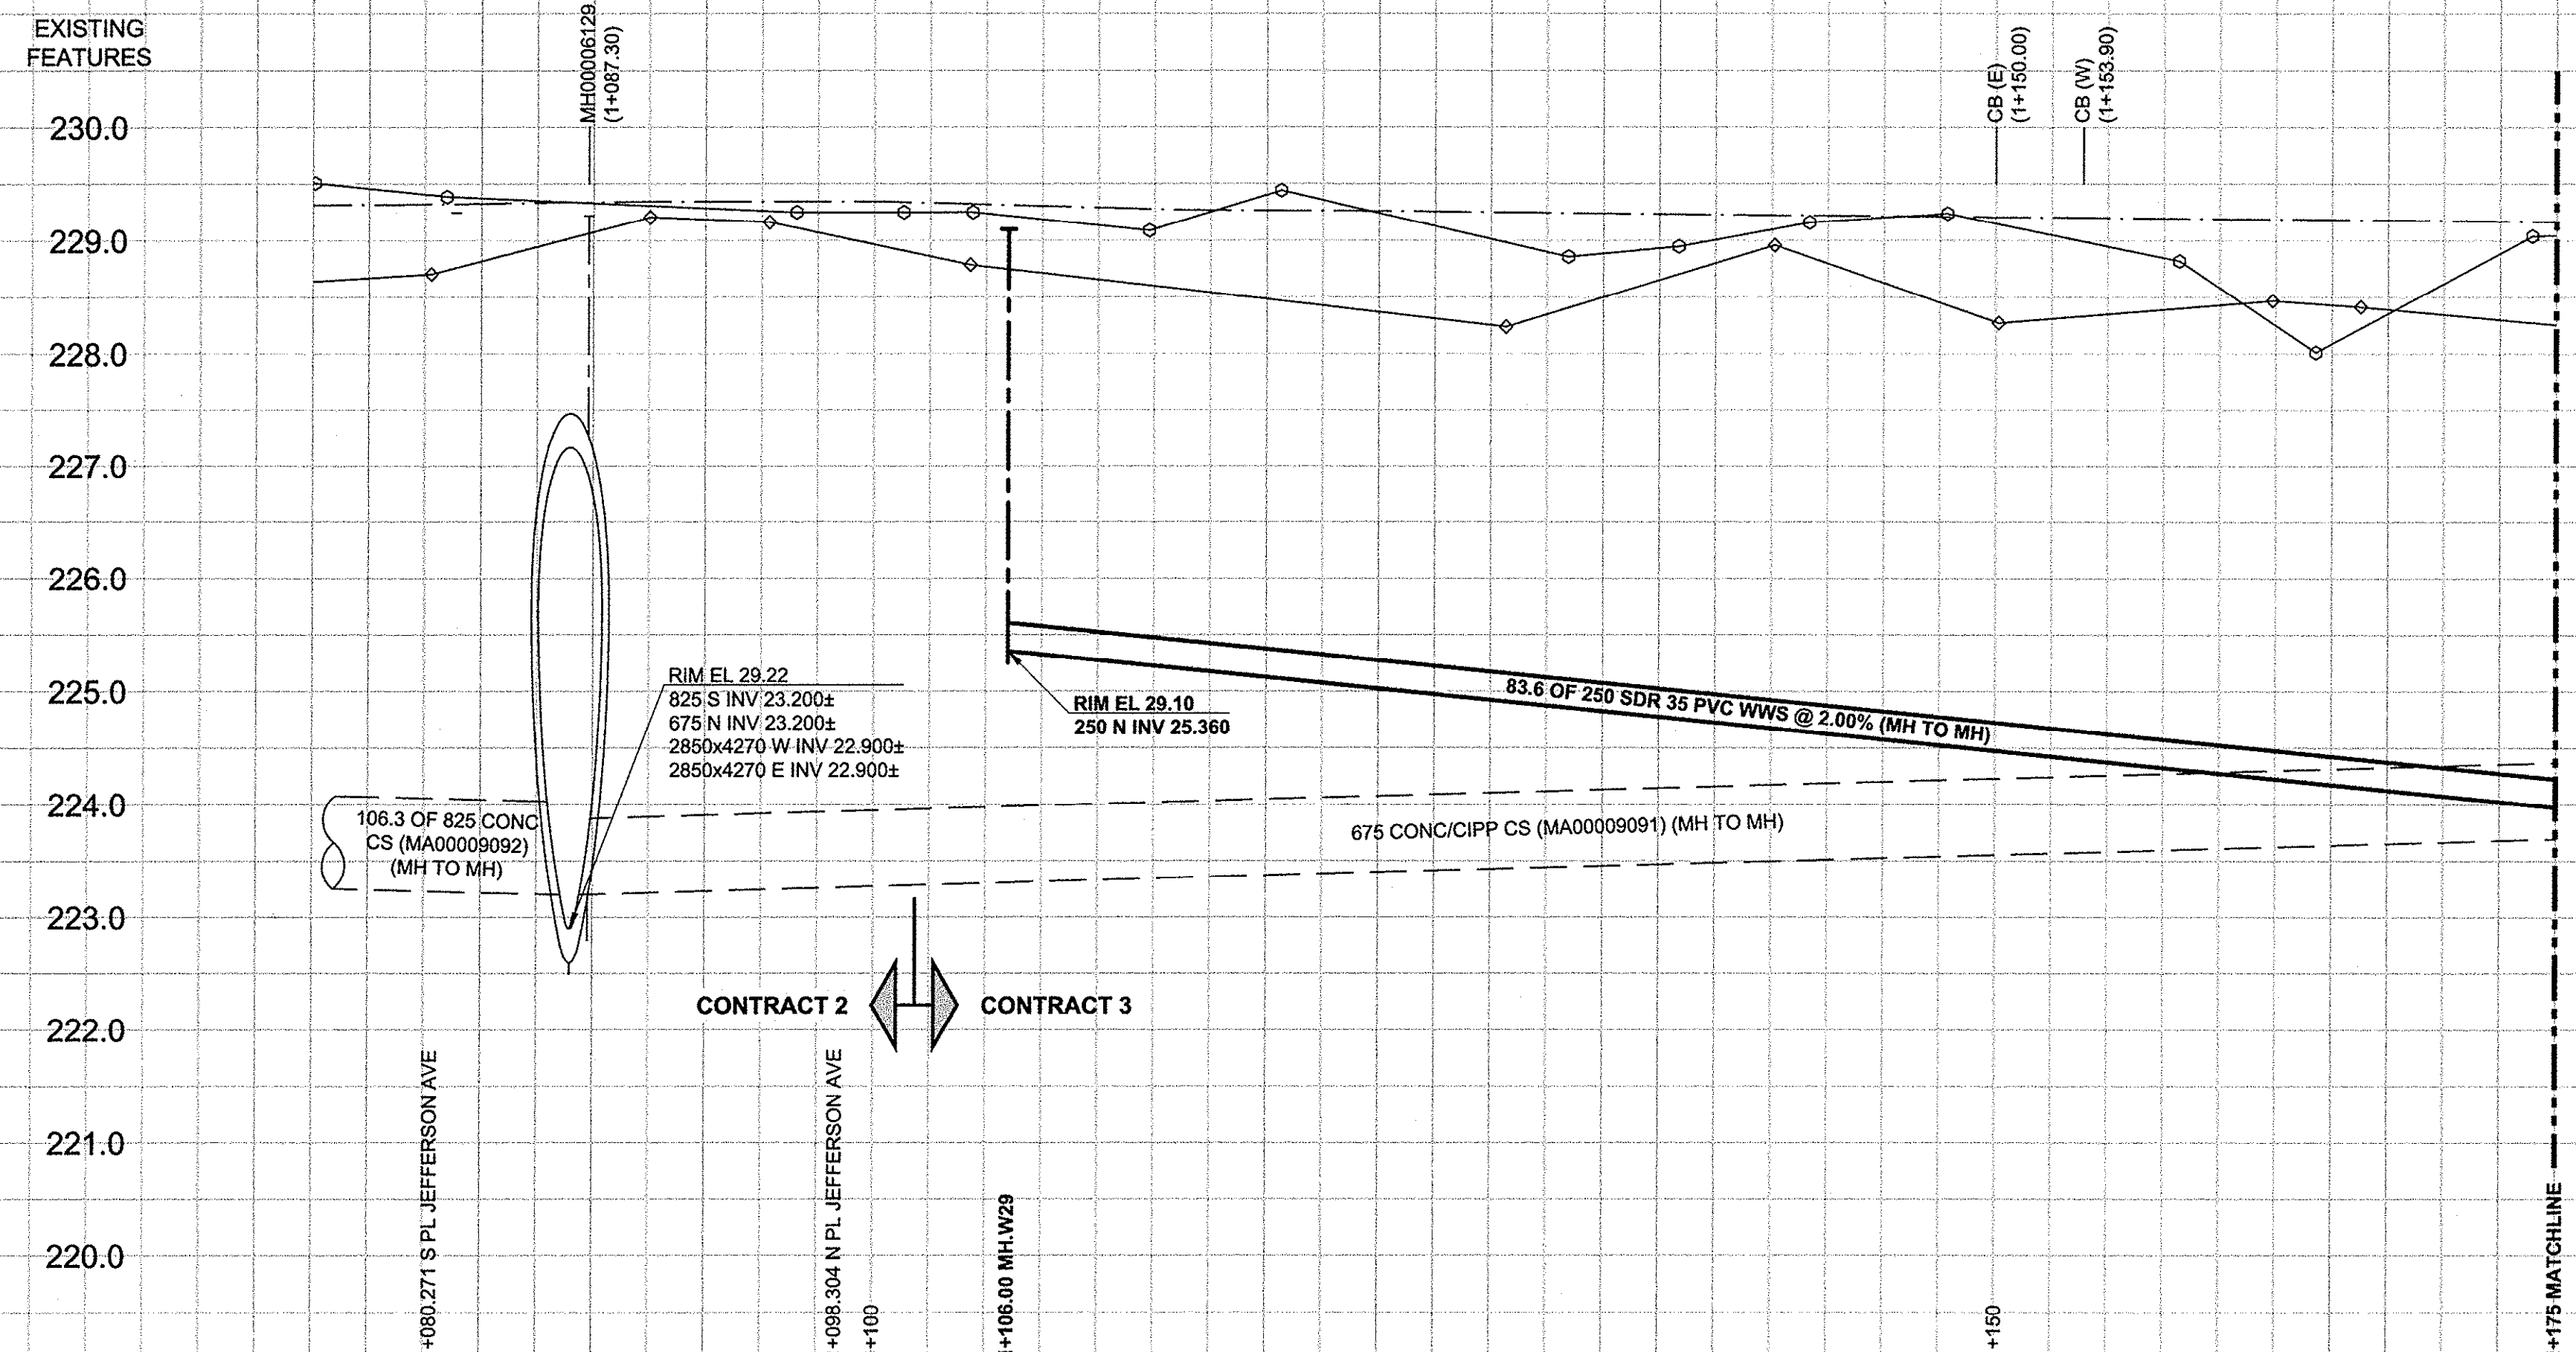 EXISTING
FEATURES
MH00006129
(1+087.30)
CB (E)
(1+150.00)
CB (W)
(1+153.90)
230.0
229.0
228.0
227.0
226.0
225.0
224.0
223.0
222.0
221.0
220.0
RIM EL 29.22
825 S INV 23.200±
675 N INV 23.200±
2850x4270 W INV 22.900±
2850x4270 E INV 22.900±
RIM EL 29.10
250 N INV 25.360
83.6 OF 250 SDR 35 PVC WWS @ 2.00% (MH TO MH)
106.3 OF 825 CONC
CS (MA00009092)
(MH TO MH)
675 CONC/CIPP CS (MA00009091) (MH TO MH)
CONTRACT 2
CONTRACT 3
+080.271 S PL JEFFERSON AVE
+098.304 N PL JEFFERSON AVE
+100
+106.00 MH.W29
+150
+175 MATCHLINE